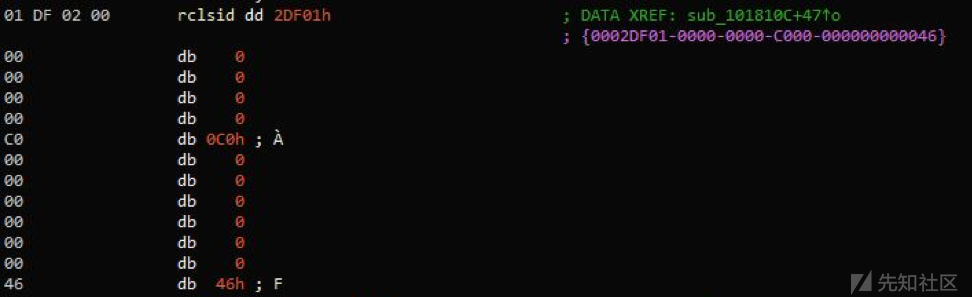 01 DF 02 00 rclsid dd 2DF01h ; DATA XREF: sub_101810C+47↑o
; {0002DF01-0000-0000-C000-000000000046}
00 db 0
00 db 0
00 db 0
00 db 0
C0 db 0C0h ; À
00 db 0
00 db 0
00 db 0
00 db 0
00 db 0
00 db 0
46 db 46h ; F
先知社区